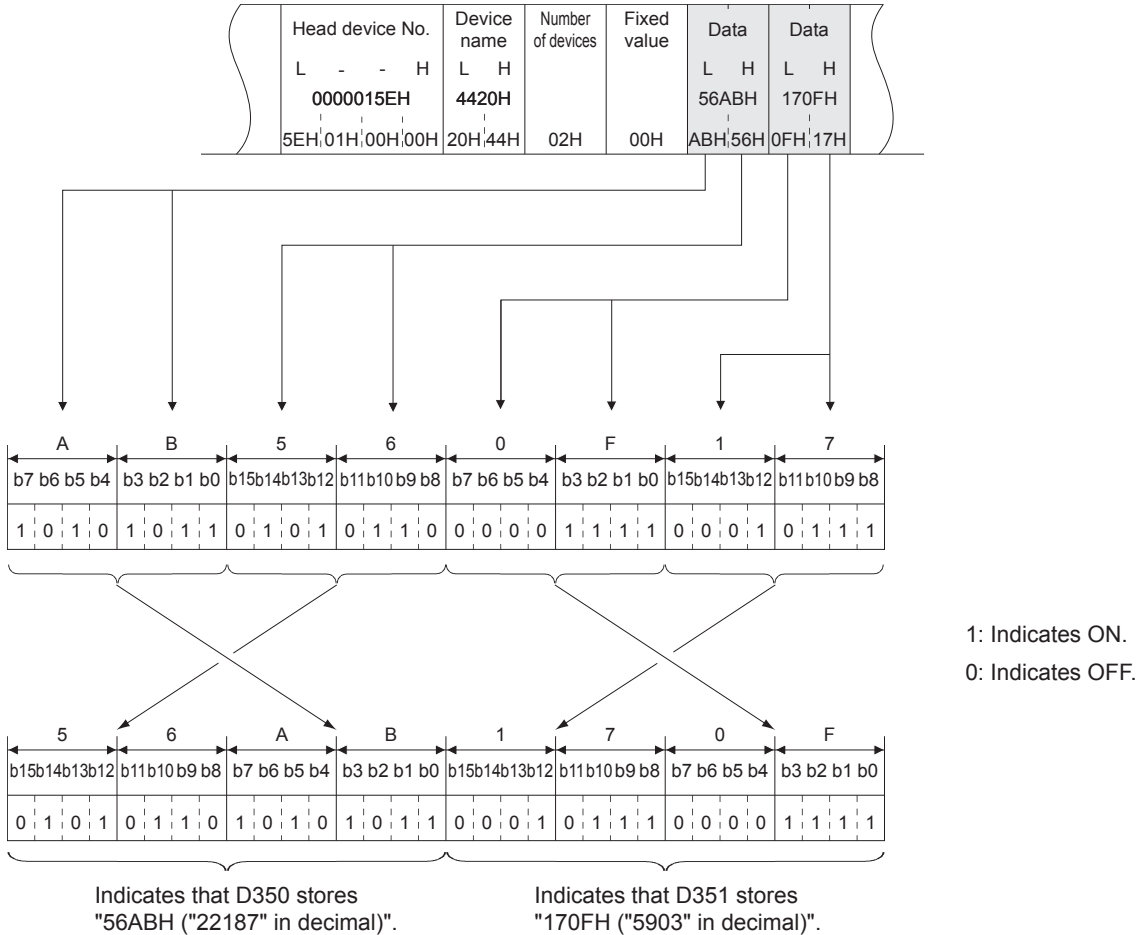 Head device No. Device name Number of devices Fixed value Data Data
L - - H L H L H L H
0000015EH 4420H 56ABH 170FH
5EH 01H 00H 00H 20H 44H 02H 00H ABH 56H 0FH 17H
A B 5 6 0 F 1 7
b7 b6 b5 b4 b3 b2 b1 b0 b15 b14 b13 b12 b11 b10 b9 b8 b7 b6 b5 b4 b3 b2 b1 b0 b15 b14 b13 b12 b11 b10 b9 b8
1 0 1 0 1 0 1 1 0 1 0 1 0 1 1 0 0 0 0 0 1 1 1 1 0 0 0 1 0 1 1 1
1: Indicates ON.
0: Indicates OFF.
5 6 A B 1 7 0 F
b15 b14 b13 b12 b11 b10 b9 b8 b7 b6 b5 b4 b3 b2 b1 b0 b15 b14 b13 b12 b11 b10 b9 b8 b7 b6 b5 b4 b3 b2 b1 b0
0 1 0 1 0 1 1 0 1 0 1 0 1 0 1 1 0 0 0 1 0 1 1 1 0 0 0 0 1 1 1 1
Indicates that D350 stores
"56ABH ("22187" in decimal)".
Indicates that D351 stores
"170FH ("5903" in decimal)".